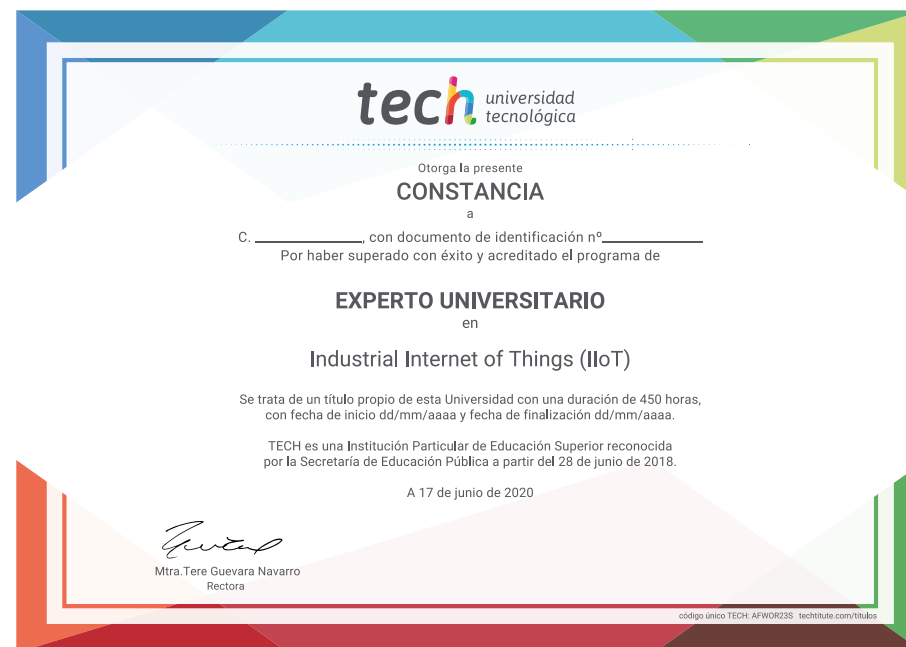 tech universidad
tecnológica
Otorga la presente
CONSTANCIA
a
C. ____________, con documento de identificación nº____________
Por haber superado con éxito y acreditado el programa de
EXPERTO UNIVERSITARIO
en
Industrial Internet of Things (IIoT)
Se trata de un título propio de esta Universidad con una duración de 450 horas,
con fecha de inicio dd/mm/aaaa y fecha de finalización dd/mm/aaaa.
TECH es una Institución Particular de Educación Superior reconocida
por la Secretaría de Educación Pública a partir del 28 de junio de 2018.
A 17 de junio de 2020
Mtra.Tere Guevara Navarro
Rectora
código único TECH: AFWOR23S techtitute.com/titulos